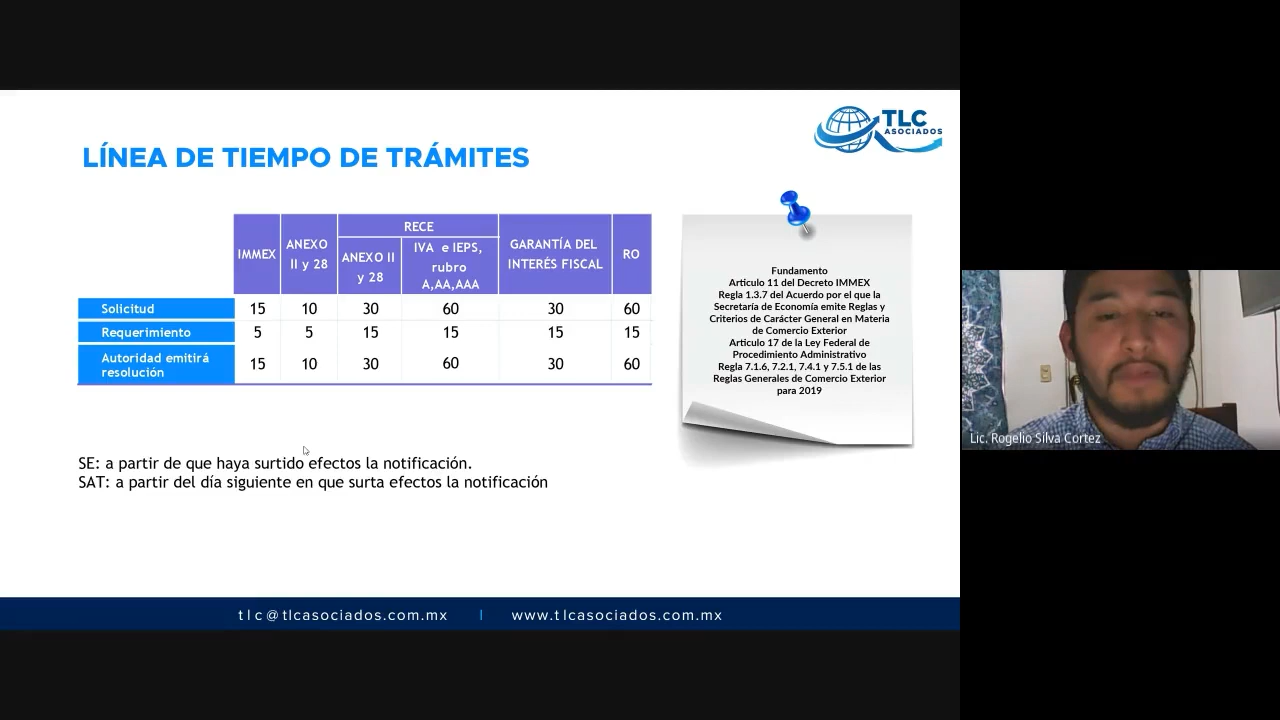 TLC
ASOCIADOS
LÍNEA DE TIEMPO DE TRÁMITES
IMMEX
ANEXO
II y 28
RECE
ANEXO II
y 28
IVA e IEPS,
rubro
A,AA,AAA
GARANTÍA DEL
INTERÉS FISCAL
RO
Solicitud 15 10 30 60 30 60
Requerimiento 5 5 15 15 15 15
Autoridad emitirá
resolución 15 10 30 60 30 60
Fundamento
Articulo 11 del Decreto IMMEX
Regla 1.3.7 del Acuerdo por el que la
Secretaría de Economía emite Reglas y
Criterios de Carácter General en Materia
de Comercio Exterior
Articulo 17 de la Ley Federal de
Procedimiento Administrativo
Regla 7.1.6, 7.2.1, 7.4.1 y 7.5.1 de las
Reglas Generales de Comercio Exterior
para 2019
SE: a partir de que haya surtido efectos la notificación.
SAT: a partir del día siguiente en que surta efectos la notificación
tlc@tlcasociados.com.mx | www.tlcasociados.com.mx
Lic. Rogelio Silva Cortez